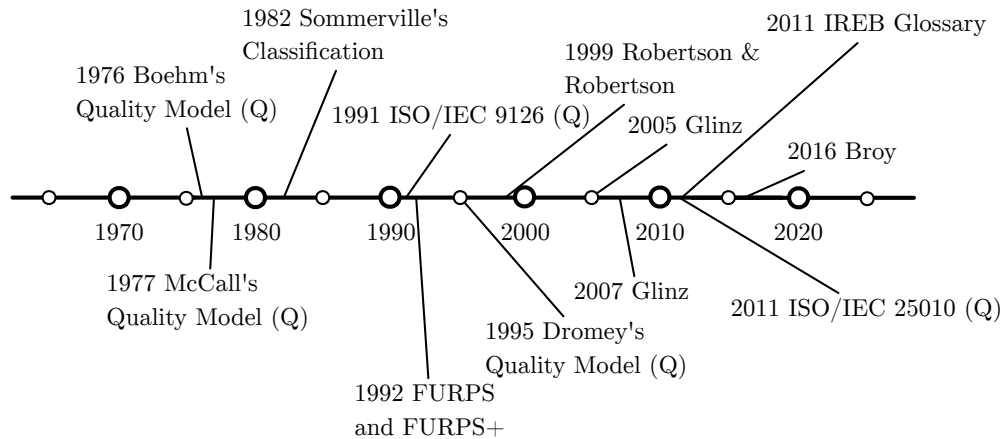 1982 Sommerville's
Classification
2011 IREB Glossary
1999 Robertson &
Robertson
1976 Boehm's
Quality Model (Q)
1991 ISO/IEC 9126 (Q)
2005 Glinz
2016 Broy
1970
1980
1990
2000
2010
2020
1977 McCall's
Quality Model (Q)
2007 Glinz
2011 ISO/IEC 25010 (Q)
1995 Dromey's
Quality Model (Q)
1992 FURPS
and FURPS+